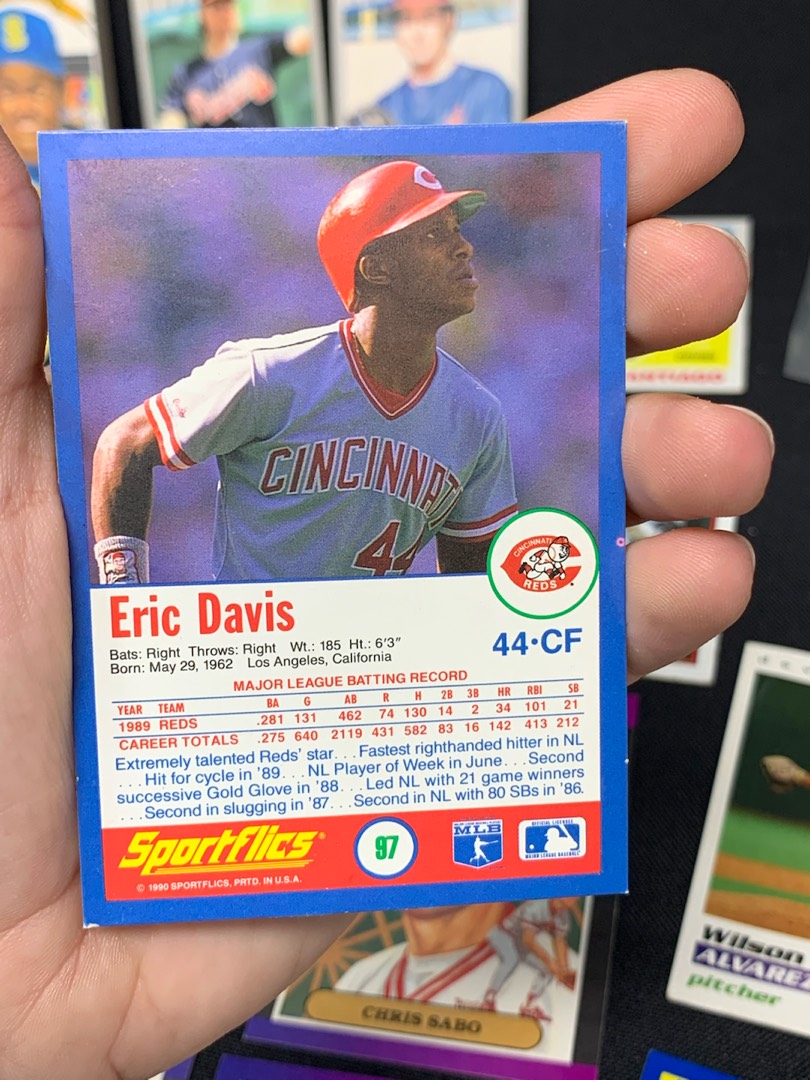 CINCINNAT
44
CINCINNATI
REDS
Eric Davis
44•CF
Bats: Right Throws: Right Wt.: 185 Ht.: 6'3"
Born: May 29, 1962 Los Angeles, California
MAJOR LEAGUE BATTING RECORD
YEAR TEAM BA G AB R H 2B 3B HR RBI SB
1989 REDS .281 131 462 74 130 14 2 34 101 21
CAREER TOTALS .275 640 2119 431 582 83 16 142 413 212
Extremely talented Reds' star...Fastest righthanded hitter in NL
...Hit for cycle in '89...NL Player of Week in June...Second
successive Gold Glove in '88...Led NL with 21 game winners
...Second in slugging in '87...Second in NL with 80 SBs in '86.
Sportflics®
97
MLB
© 1990 SPORTFLICS, PRTD. IN U.S.A.
OFFICIAL LICENSEE
MAJOR LEAGUE BASEBALL
CHRIS SABO
Wilson
ALVAREZ
pitcher